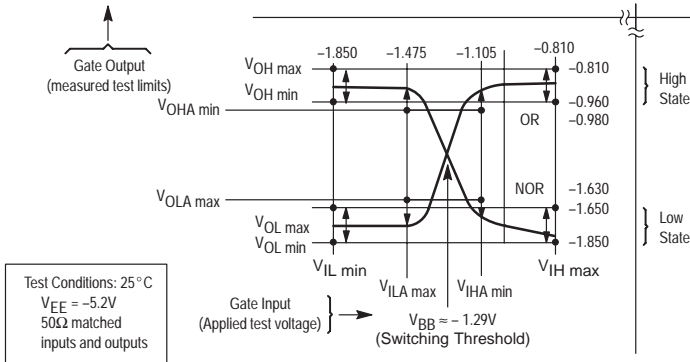 Gate Output
(measured test limits)
–1.850
–1.475
–1.105
–0.810
VOH max
–0.810
VOH min
–0.960
VOHA min
–0.980
OR
High
State
NOR
VOLA max
–1.630
–1.650
VOL max
VOL min
–1.850
Low
State
VIL min
VIH max
VILA max
VIHA min
Gate Input
(Applied test voltage)
VBB ≈ – 1.29V
(Switching Threshold)
Test Conditions: 25°C
VEE = –5.2V
50Ω matched
inputs and outputs